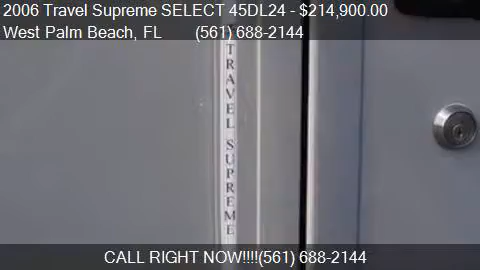 2006 Travel Supreme SELECT 45DL24 - $214,900.00
West Palm Beach, FL (561) 688-2144
TRAVEL SUPREME
CALL RIGHT NOW!!!!(561) 688-2144